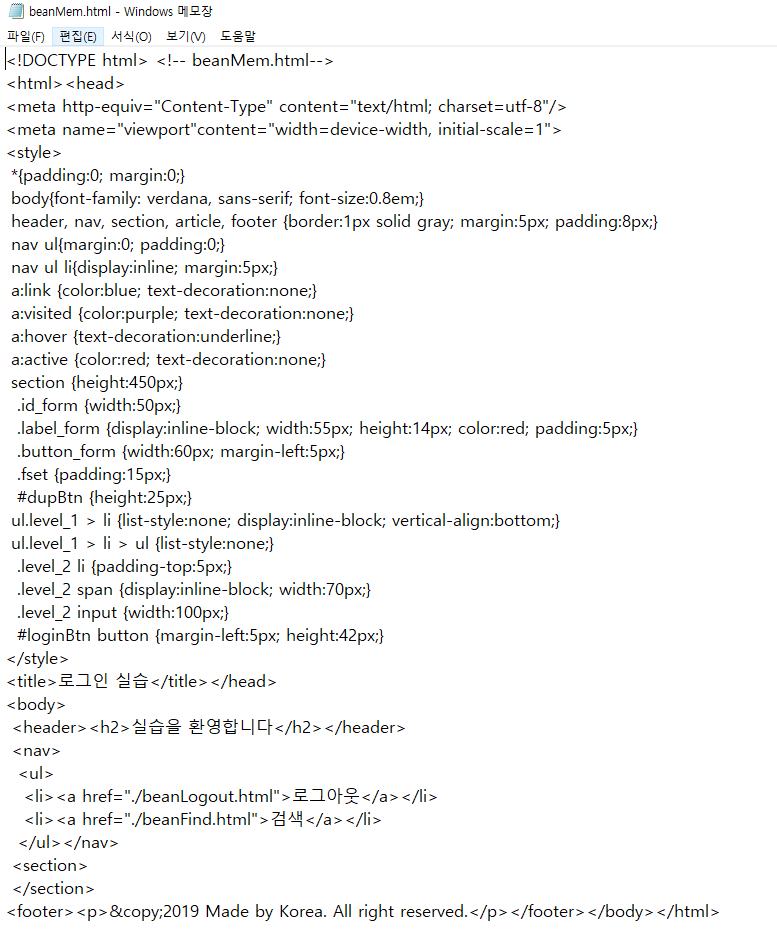 beanMem.html - Windows 메모장
파일(F) 편집(E) 서식(O) 보기(V) 도움말
<!DOCTYPE html> <!-- beanMem.html-->
<html><head>
<meta http-equiv="Content-Type" content="text/html; charset=utf-8"/>
<meta name="viewport"content="width=device-width, initial-scale=1">
<style>
*{padding:0; margin:0;}
body{font-family: verdana, sans-serif; font-size:0.8em;}
header, nav, section, article, footer {border:1px solid gray; margin:5px; padding:8px;}
nav ul{margin:0; padding:0;}
nav ul li{display:inline; margin:5px;}
a:link {color:blue; text-decoration:none;}
a:visited {color:purple; text-decoration:none;}
a:hover {text-decoration:underline;}
a:active {color:red; text-decoration:none;}
section {height:450px;}
.id_form {width:50px;}
.label_form {display:inline-block; width:55px; height:14px; color:red; padding:5px;}
.button_form {width:60px; margin-left:5px;}
.fset {padding:15px;}
#dupBtn {height:25px;}
ul.level_1 > li {list-style:none; display:inline-block; vertical-align:bottom;}
ul.level_1 > li > ul {list-style:none;}
.level_2 li {padding-top:5px;}
.level_2 span {display:inline-block; width:70px;}
.level_2 input {width:100px;}
#loginBtn button {margin-left:5px; height:42px;}
</style>
<title>로그인 실습</title></head>
<body>
<header><h2>실습을 환영합니다</h2></header>
<nav>
<ul>
<li><a href="./beanLogout.html">로그아웃</a></li>
<li><a href="./beanFind.html">검색</a></li>
</ul></nav>
<section>
</section>
<footer><p>&copy;2019 Made by Korea. All right reserved.</p></footer></body></html>